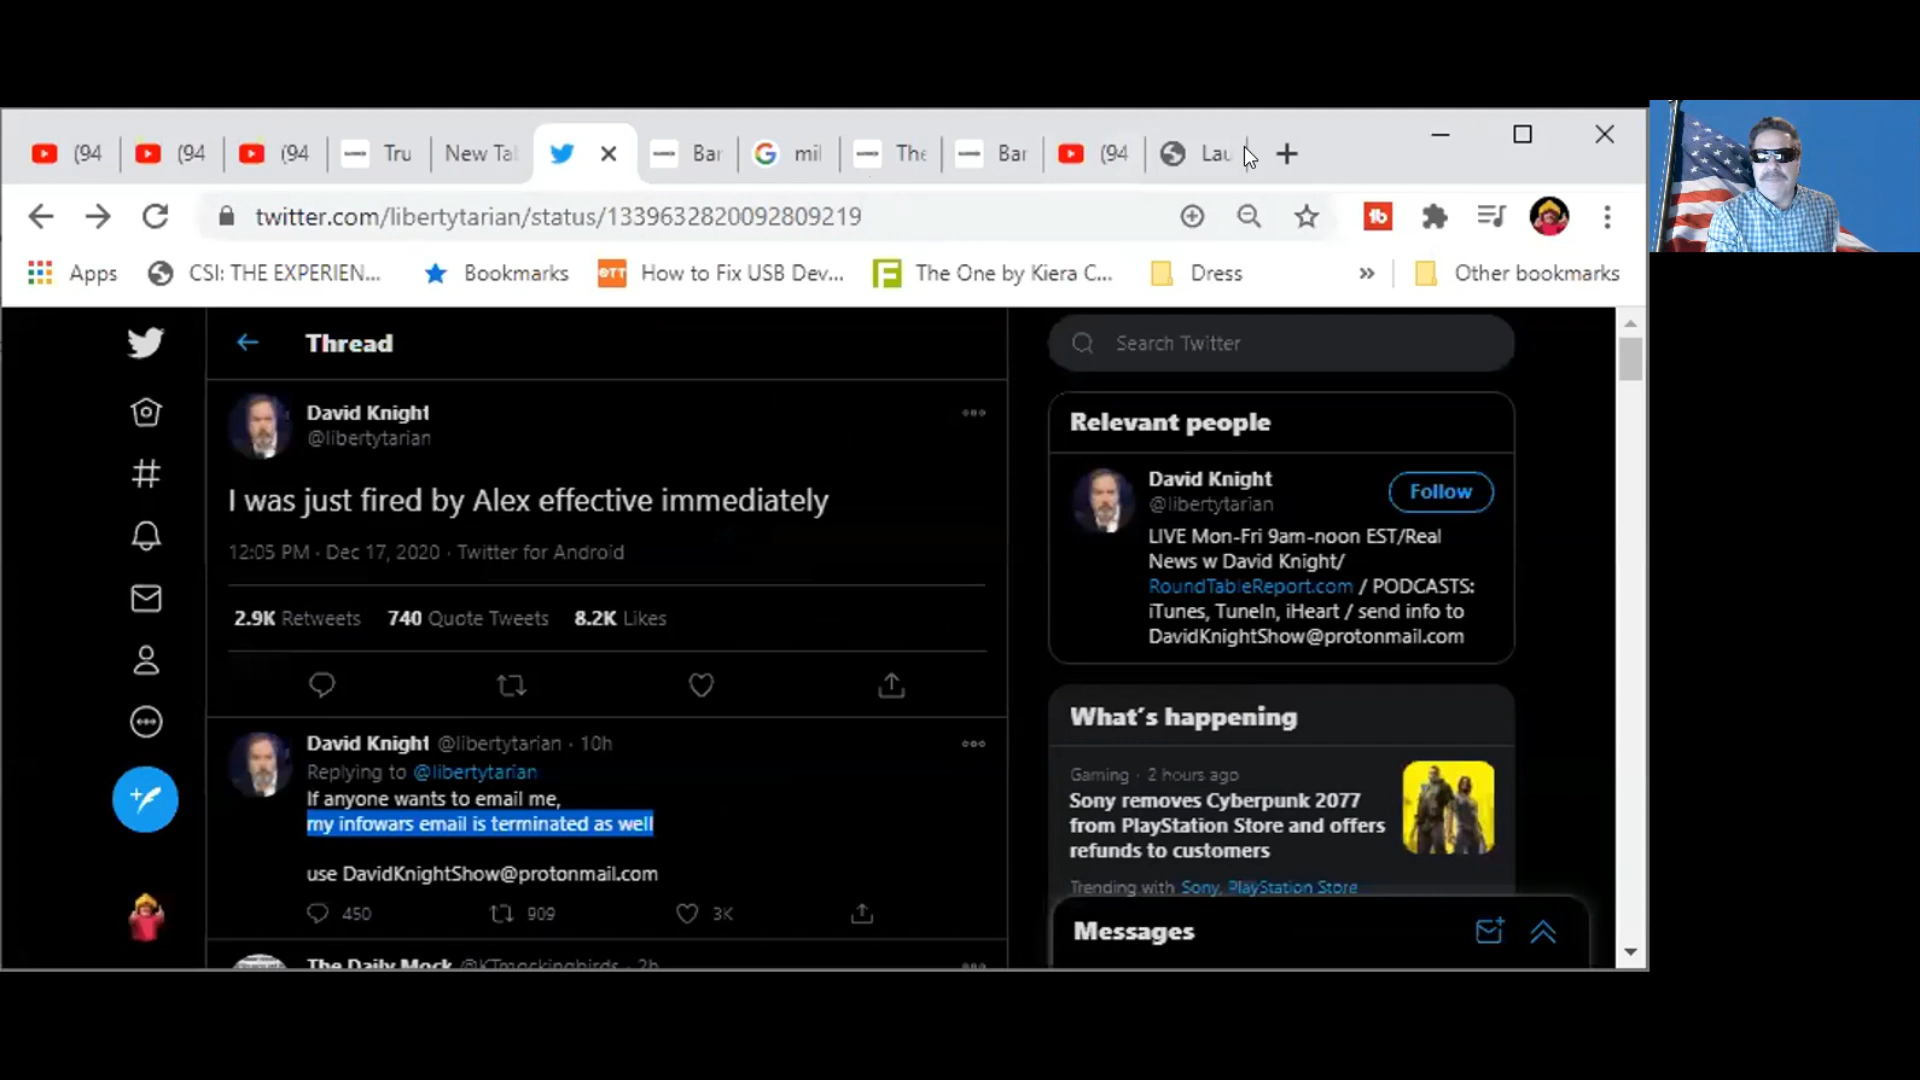 (94
(94
(94
Tru
New Ta
Bar
mil
The
Bar
(94
Lau
twitter.com/libertytarian/status/1339632820092809219
Apps
CSI: THE EXPERIEN...
Bookmarks
How to Fix USB Dev...
The One by Kiera C...
Dress
»
Other bookmarks
Thread
Search Twitter
David Knight
@libertytarian
I was just fired by Alex effective immediately
12:05 PM · Dec 17, 2020 · Twitter for Android
2.9K Retweets 740 Quote Tweets 8.2K Likes
David Knight @libertytarian · 10h
Replying to @libertytarian
If anyone wants to email me,
my infowars email is terminated as well
use DavidKnightShow@protonmail.com
450 909 3K
The Daily Mock @KTmockingbirds · 2h
Relevant people
David Knight
@libertytarian
Follow
LIVE Mon-Fri 9am-noon EST/Real
News w David Knight/
RoundTableReport.com / PODCASTS:
iTunes, TuneIn, iHeart / send info to
DavidKnightShow@protonmail.com
What's happening
Gaming · 2 hours ago
Sony removes Cyberpunk 2077
from PlayStation Store and offers
refunds to customers
Trending with Sony, PlayStation Store
Messages